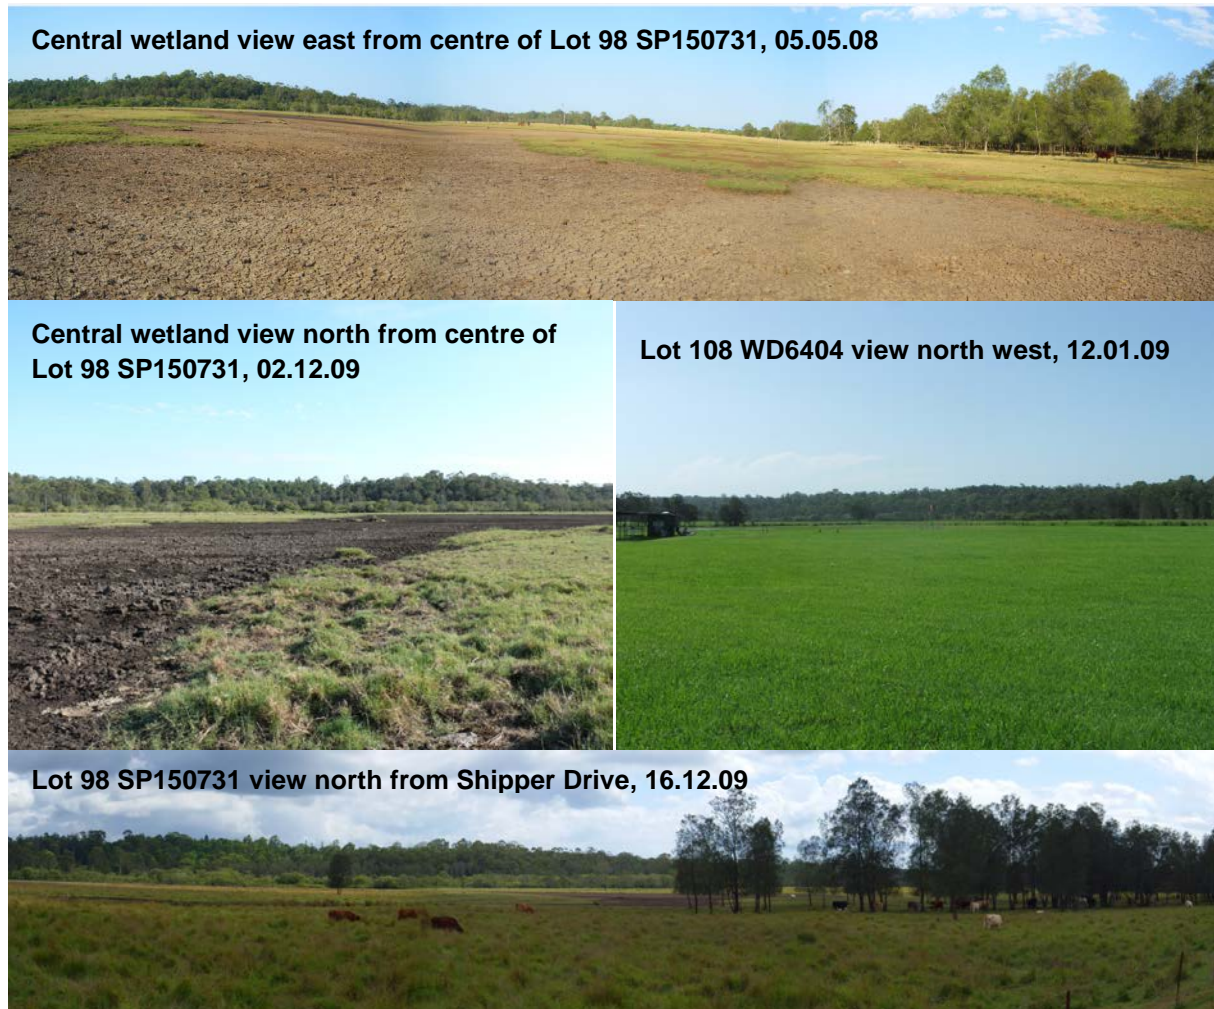 Central wetland view east from centre of Lot 98 SP150731, 05.05.08
Central wetland view north from centre of
Lot 98 SP150731, 02.12.09
Lot 108 WD6404 view north west, 12.01.09
Lot 98 SP150731 view north from Shipper Drive, 16.12.09